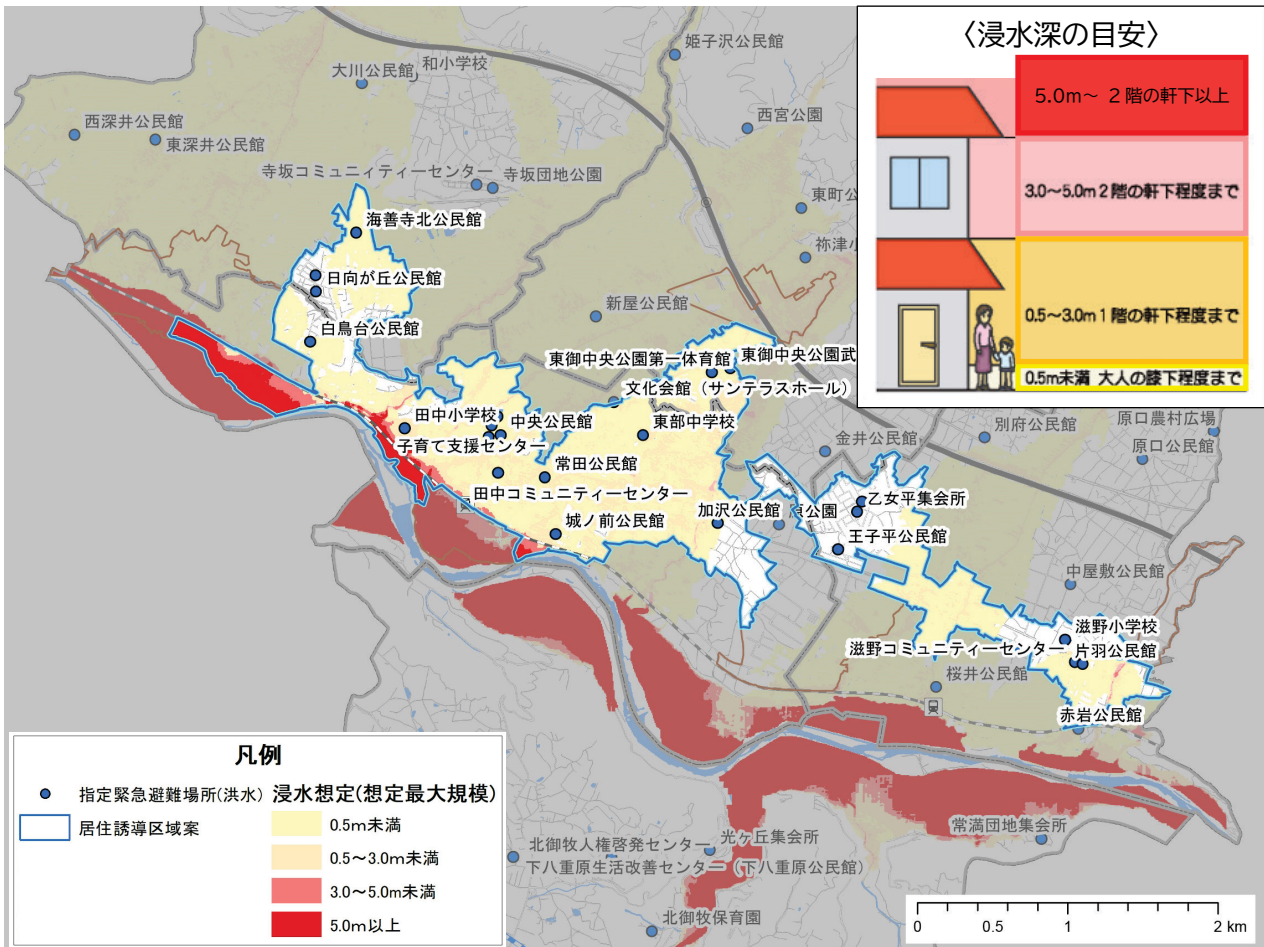 姫子沢公民館
和小学校
大川公民館
西宮公園
西深井公民館
東深井公民館
寺坂コミュニィティーセンター
寺坂団地公園
東町公
海善寺北公民館
祢津小
日向が丘公民館
新屋公民館
白鳥台公民館
東御中央公園第一体育館
東御中央公園武
文化会館（サンテラスホール）
田中小学校
中央公民館
東部中学校
子育て支援センター
金井公民館
別府公民館
原口農村広場
原口公民館
常田公民館
田中コミュニティーセンター
乙女平集会所
加沢公民館
原公園
城ノ前公民館
王子平公民館
中屋敷公民館
滋野小学校
滋野コミュニティーセンター
片羽公民館
桜井公民館
赤岩公民館
常満団地集会所
光ケ丘集会所
北御牧人権啓発センター
下八重原生活改善センター（下八重原公民館）
北御牧保育園
〈浸水深の目安〉
5.0m～ 2階の軒下以上
3.0～5.0m2階の軒下程度まで
0.5～3.0m1階の軒下程度まで
0.5m未満 大人の膝下程度まで
凡例
指定緊急避難場所(洪水)
居住誘導区域案
浸水想定(想定最大規模)
0.5m未満
0.5～3.0m未満
3.0～5.0m未満
5.0m以上
0 0.5 1 2 km